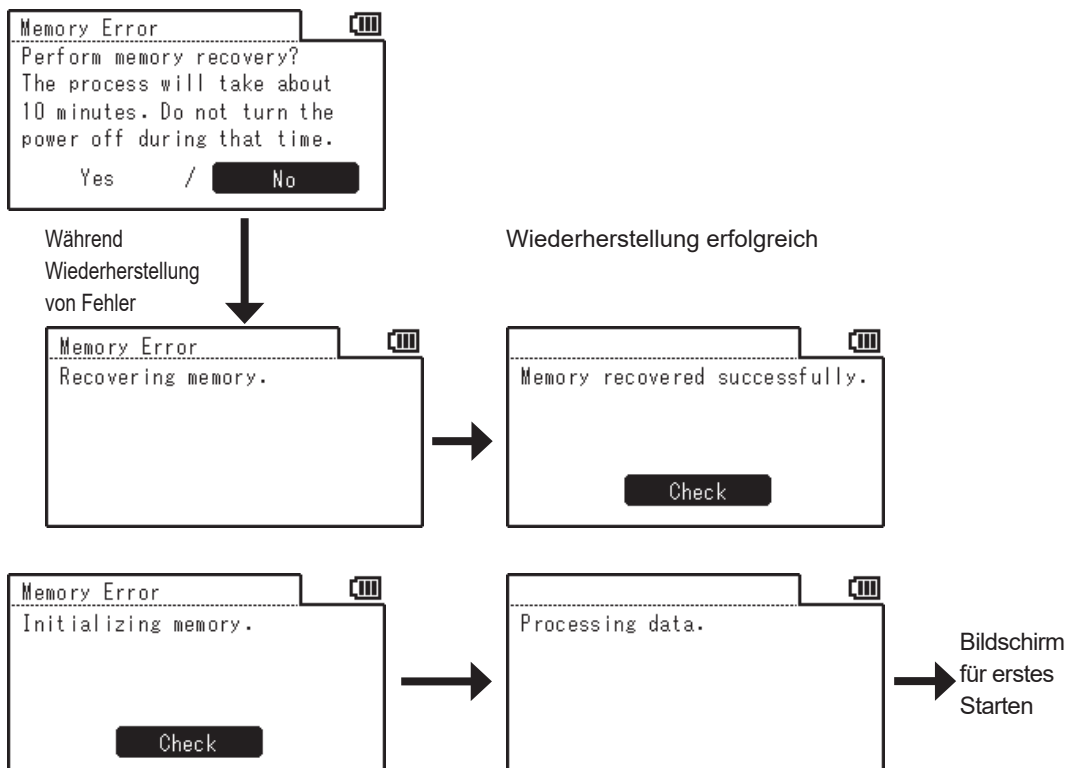 Memory Error
Perform memory recovery?
The process will take about
10 minutes. Do not turn the
power off during that time.
Yes / No
Während
Wiederherstellung
von Fehler
Wiederherstellung erfolgreich
Memory Error
Recovering memory.
Memory recovered successfully.
Check
Memory Error
Initializing memory.
Check
Processing data.
Bildschirm
für erstes
Starten